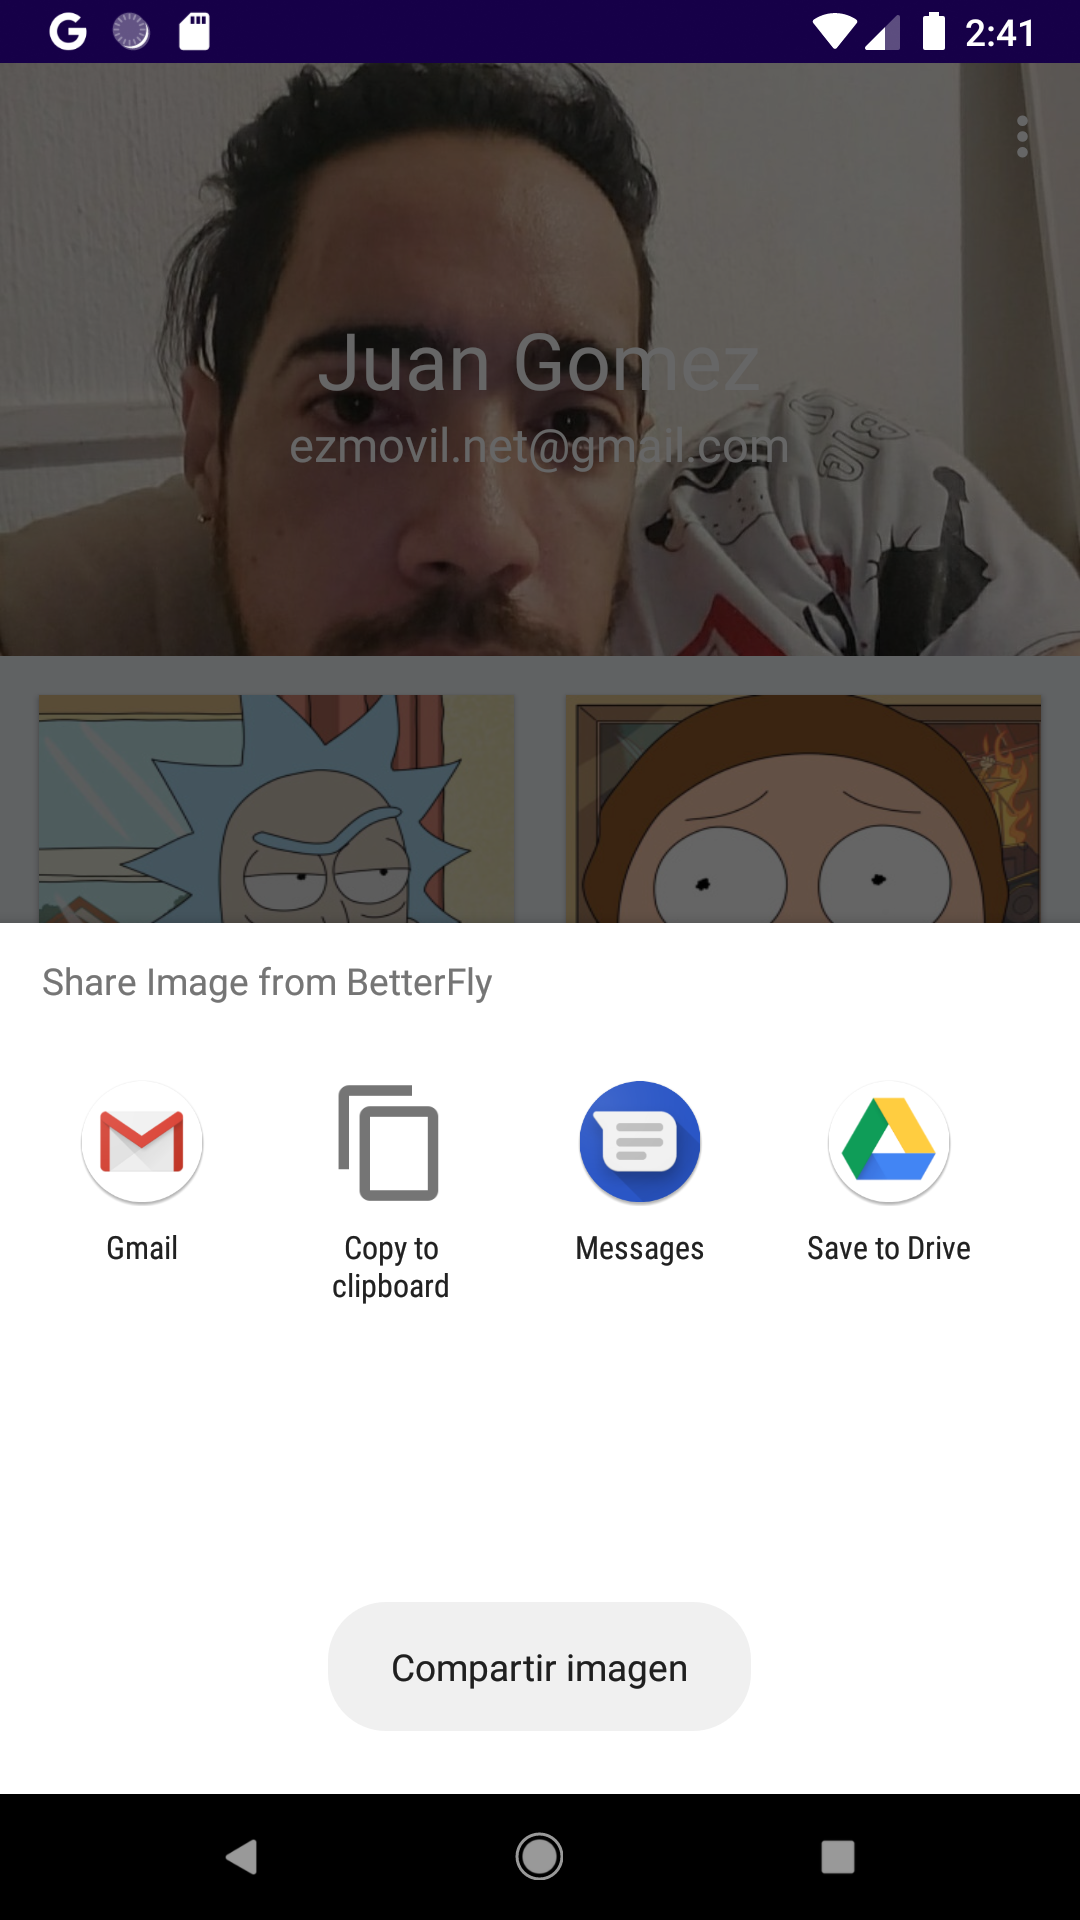 2:41
Juan Gomez
ezmovil.net@gmail.com
Share Image from BetterFly
Gmail
Copy to
clipboard
Messages
Save to Drive
Compartir imagen